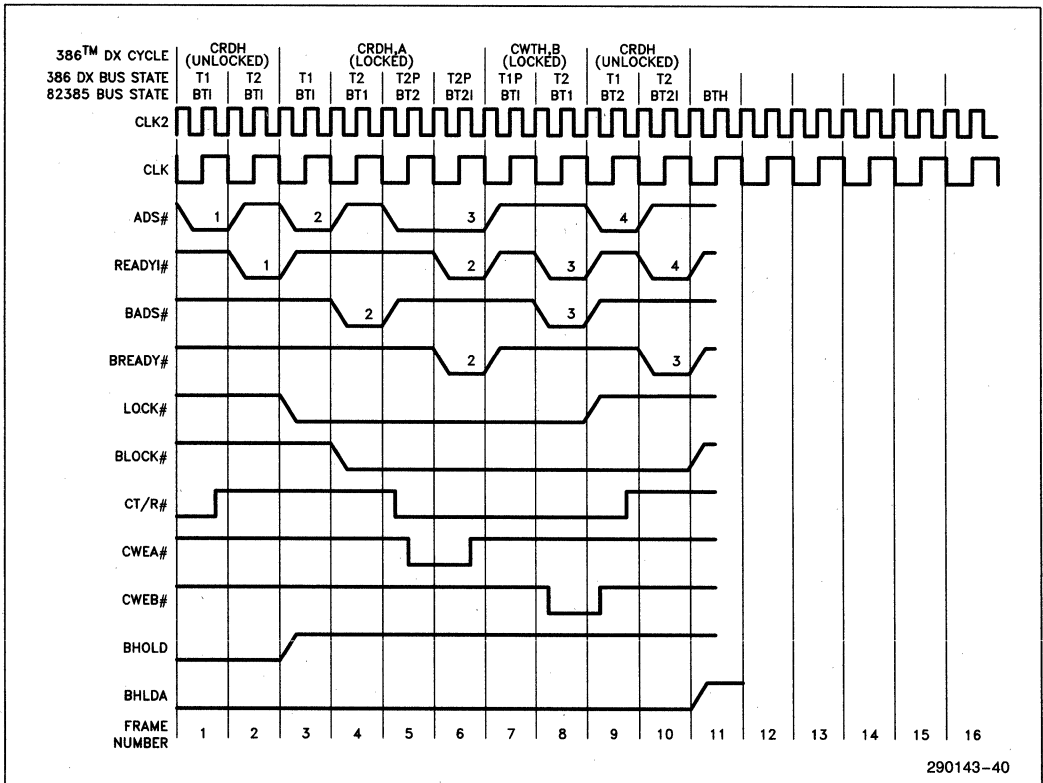 386™ DX CYCLE CRDH (UNLOCKED) CRDH,A (LOCKED) CWTH,B (LOCKED) CRDH (UNLOCKED)
386 DX BUS STATE T1 T2 T1 T2 T2P T2P T1P T2 T1 T2
82385 BUS STATE BTI BTI BTI BT1 BT2 BT2I BTI BT1 BT2 BT2I BTH
CLK2
CLK
ADS# 1 2 3 4
READYI# 1 2 3 4
BADS# 2 3
BREADY# 2 3
LOCK#
BLOCK#
CT/R#
CWEA#
CWEB#
BHOLD
BHLDA
FRAME NUMBER 1 2 3 4 5 6 7 8 9 10 11 12 13 14 15 16
290143–40